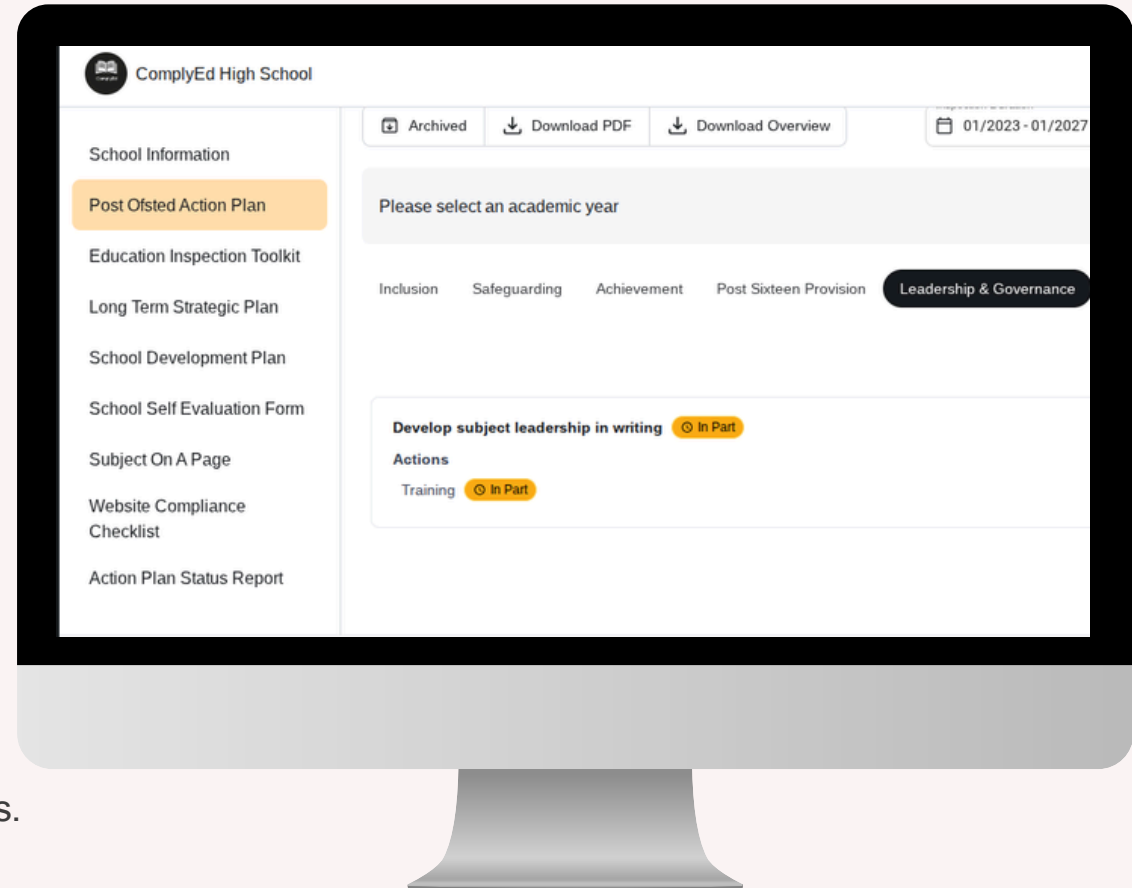 ComplyEd High School
Archived
Download PDF
Download Overview
01/2023 - 01/2027
School Information
Post Ofsted Action Plan
Education Inspection Toolkit
Long Term Strategic Plan
School Development Plan
School Self Evaluation Form
Subject On A Page
Website Compliance
Checklist
Action Plan Status Report
Please select an academic year
Inclusion
Safeguarding
Achievement
Post Sixteen Provision
Leadership & Governance
Develop subject leadership in writing In Part
Actions
Training In Part
s.